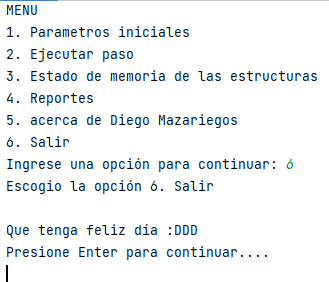 MENU
1. Parametros iniciales
2. Ejecutar paso
3. Estado de memoria de las estructuras
4. Reportes
5. acerca de Diego Mazariegos
6. Salir
Ingrese una opción para continuar: 6
Escogio la opción 6. Salir
Que tenga feliz día :DDD
Presione Enter para continuar....